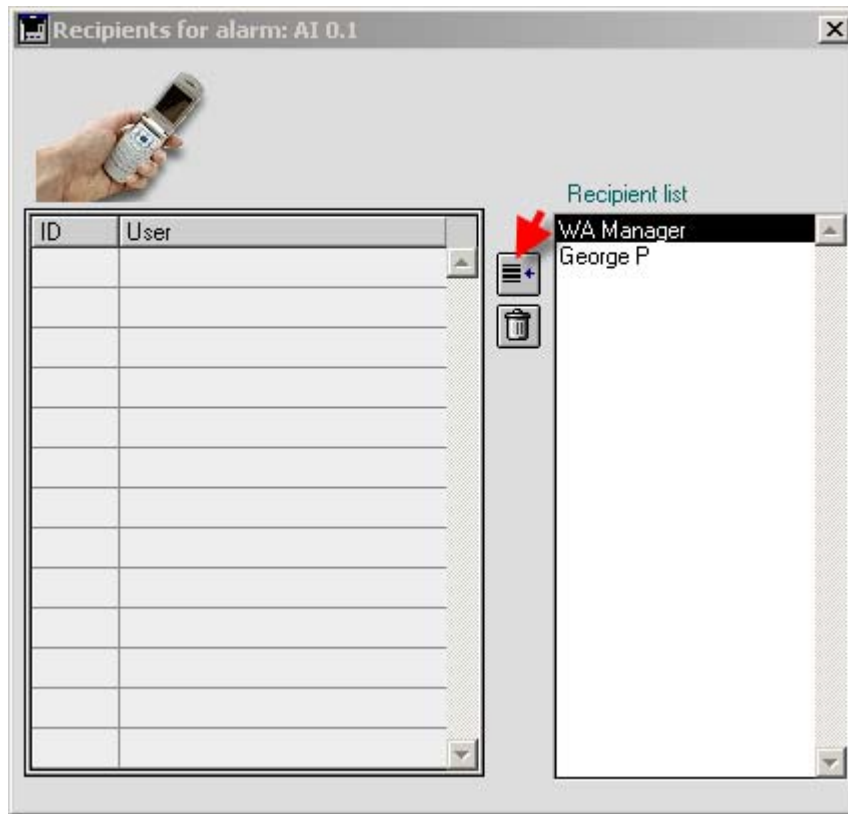 Recipients for alarm: AI 0.1
Recipient list
ID User
WA Manager
George P